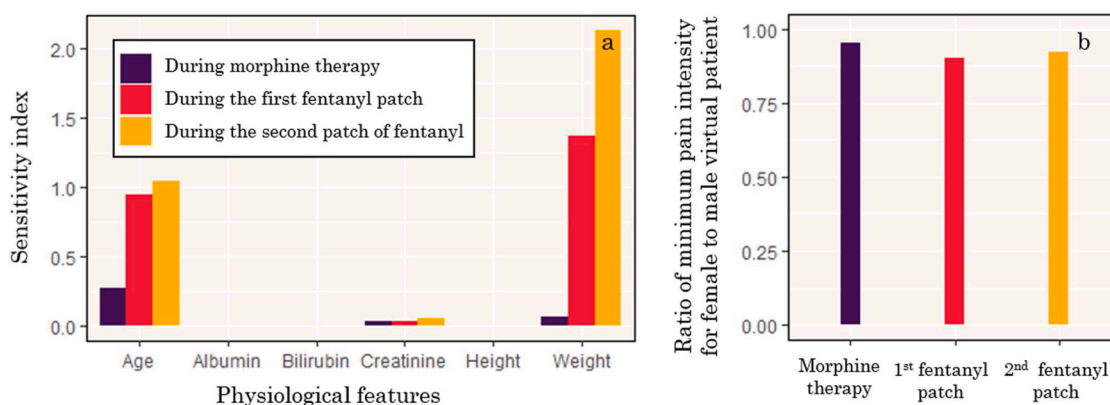 a
During morphine therapy
During the first fentanyl patch
During the second patch of fentanyl
Sensitivity index
2.0
1.5
1.0
0.5
0.0
Age Albumin Bilirubin Creatinine Height Weight
Physiological features
b
Ratio of minimum pain intensity
for female to male virtual patient
1.00
0.75
0.50
0.25
0.00
Morphine
therapy
1st fentanyl
patch
2nd fentanyl
patch